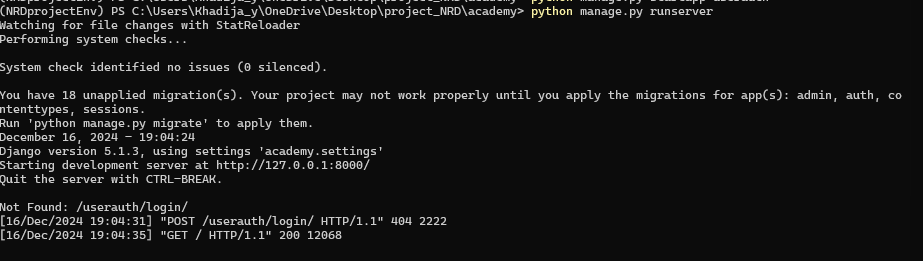 (NRDprojectEnv) PS C:\Users\Khadija_y\OneDrive\Desktop\project_NRD\academy> python manage.py runserver
Watching for file changes with StatReloader
Performing system checks...
System check identified no issues (0 silenced).
You have 18 unapplied migration(s). Your project may not work properly until you apply the migrations for app(s): admin, auth, co
ntenttypes, sessions.
Run 'python manage.py migrate' to apply them.
December 16, 2024 - 19:04:24
Django version 5.1.3, using settings 'academy.settings'
Starting development server at http://127.0.0.1:8000/
Quit the server with CTRL-BREAK.
Not Found: /userauth/login/
[16/Dec/2024 19:04:31] "POST /userauth/login/ HTTP/1.1" 404 2222
[16/Dec/2024 19:04:35] "GET / HTTP/1.1" 200 12068